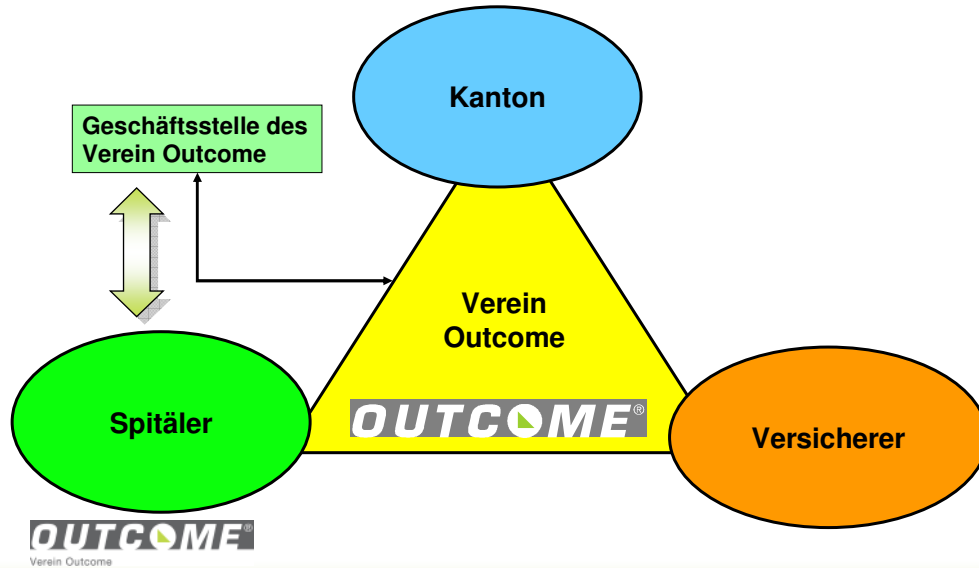 Kanton
Geschäftsstelle des
Verein Outcome
Verein
Outcome
OUTCOME®
Spitäler
Versicherer
OUTCOME®
Verein Outcome